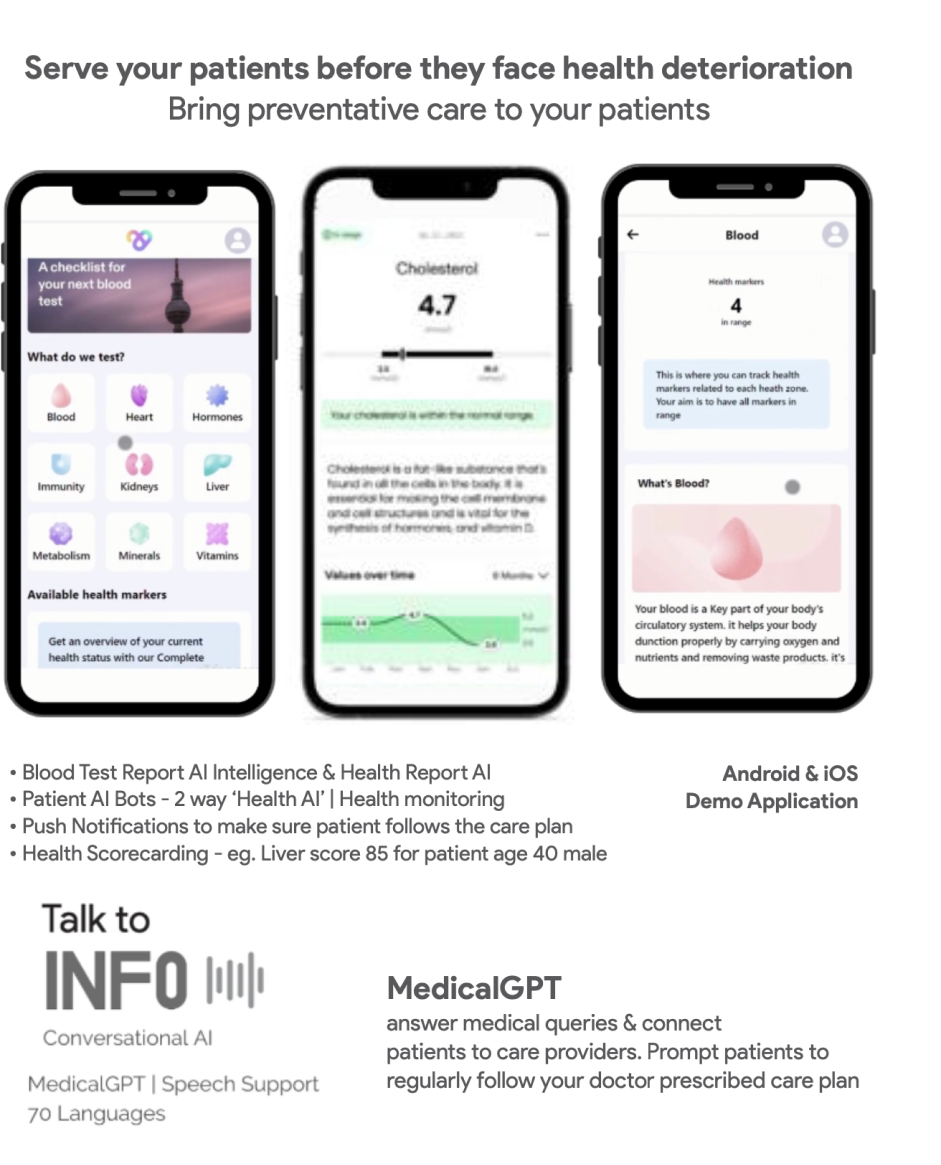 Serve your patients before they face health deterioration
Bring preventative care to your patients
A checklist for
your next blood
test
What do we test?
Blood
Heart
Hormones
Immunity
Kidneys
Liver
Metabolism
Minerals
Vitamins
Available health markers
Get an overview of your current
health status with our Complete
In range
Cholesterol
4.7
Your cholesterol is within the normal range.
Cholesterol is a fat-like substance that's
found in all the cells in the body. It is
essential for making the cell membrane
and cell structures and is vital for the
synthesis of hormones, and vitamin D.
Values over time
6 Months
4.7
Blood
Health markers
4
in range
This is where you can track health
markers related to each heath zone.
Your aim is to have all markers in
range
What's Blood?
Your blood is a Key part of your body's
circulatory system. it helps your body
dunction properly by carrying oxygen and
nutrients and removing waste products. it's
• Blood Test Report AI Intelligence & Health Report AI
• Patient AI Bots - 2 way ‘Health AI’ | Health monitoring
• Push Notifications to make sure patient follows the care plan
• Health Scorecarding - eg. Liver score 85 for patient age 40 male
Android & iOS
Demo Application
Talk to
INFO
Conversational AI
MedicalGPT | Speech Support
70 Languages
MedicalGPT
answer medical queries & connect
patients to care providers. Prompt patients to
regularly follow your doctor prescribed care plan